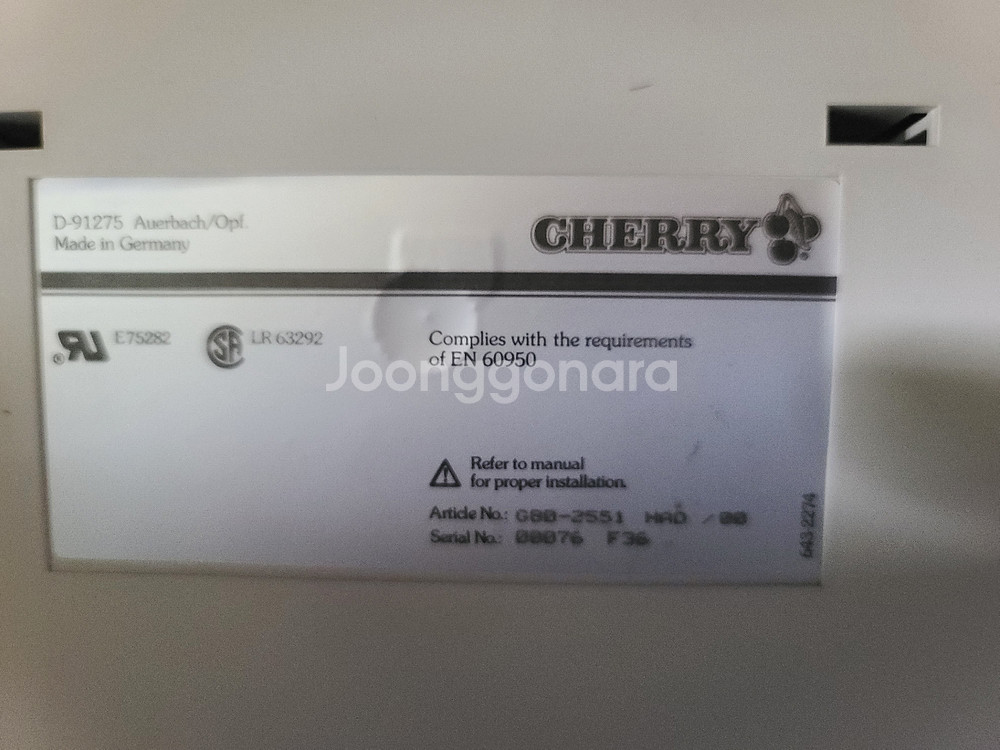 D-91275 Auerbach/Opf.
Made in Germany
CHERRY
E75282
LR 63292
Complies with the requirements
of EN 60950
Joonggonara
Refer to manual
for proper installation.
Article No.: G80-2551 HAD /00
Serial No.: 00076 F36
643-2274